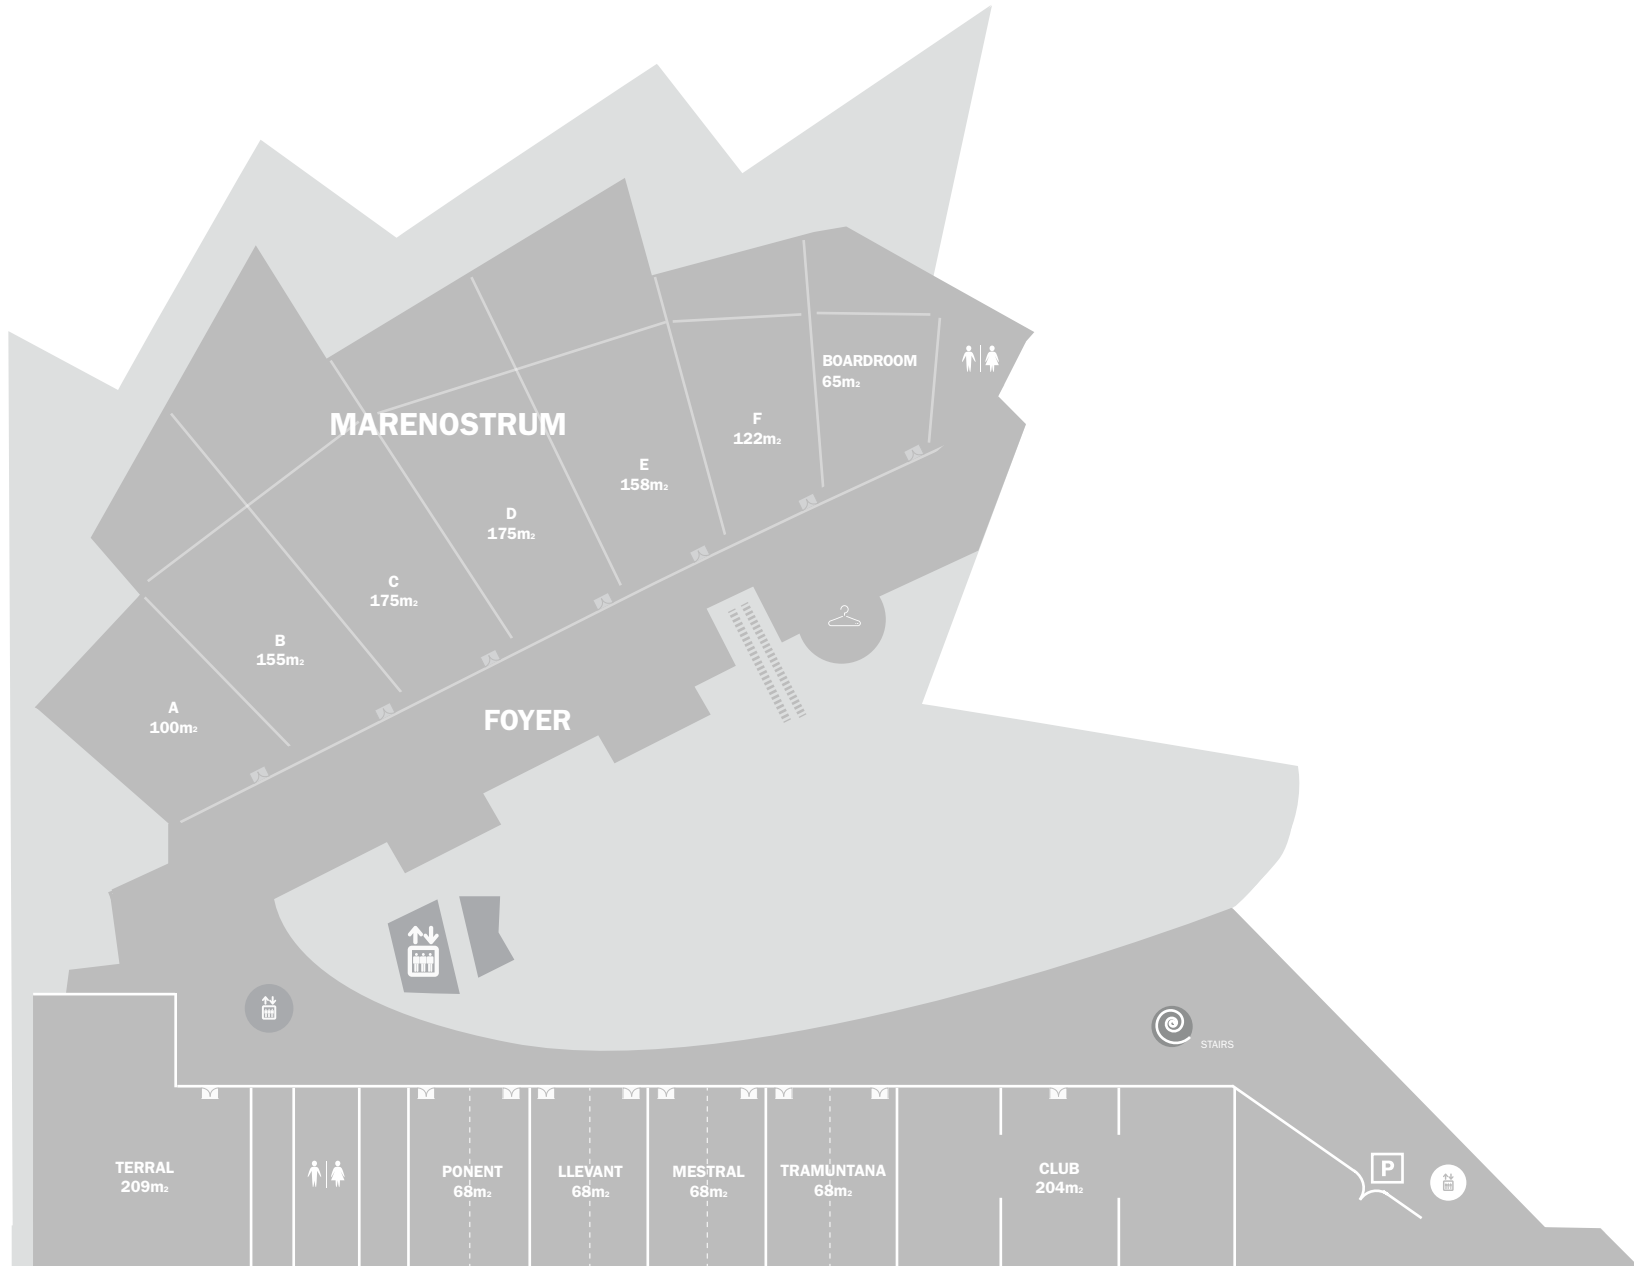 BOARDROOM
65m2
MARENOSTRUM
F
122m2
E
158m2
D
175m2
C
175m2
B
155m2
A
100m2
FOYER
STAIRS
TERRAL
209m2
PONENT
68m2
LLEVANT
68m2
MESTRAL
68m2
TRAMUNTANA
68m2
CLUB
204m2
P